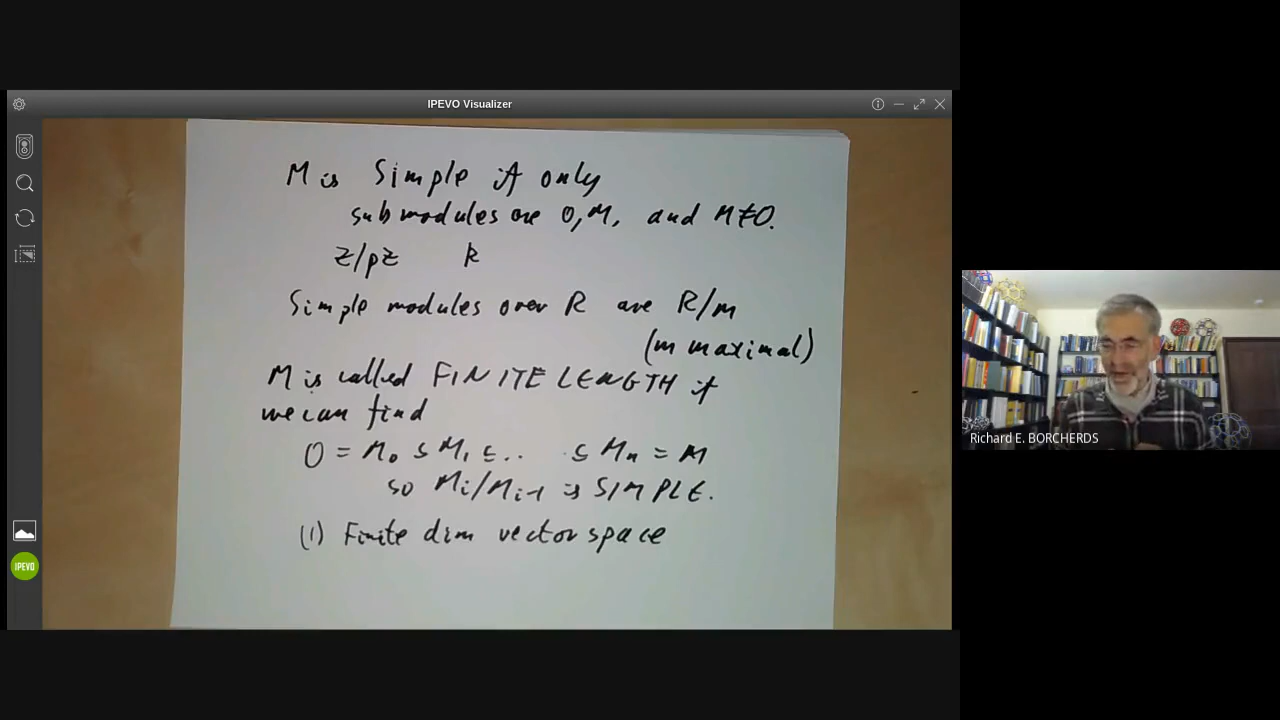 IPEVO Visualizer
M is Simple if only
submodules are 0, M, and M≠0.
Z/pZ k
Simple modules over R are R/m
(m maximal)
M is called FINITE LENGTH if
we can find
0 = M₀ ⊆ M₁ ⊆ .. ⊆ Mₙ = M
so Mᵢ/Mᵢ₋₁ is SIMPLE.
(1) Finite dim vector space
Richard E. BORCHERDS
IPEVO